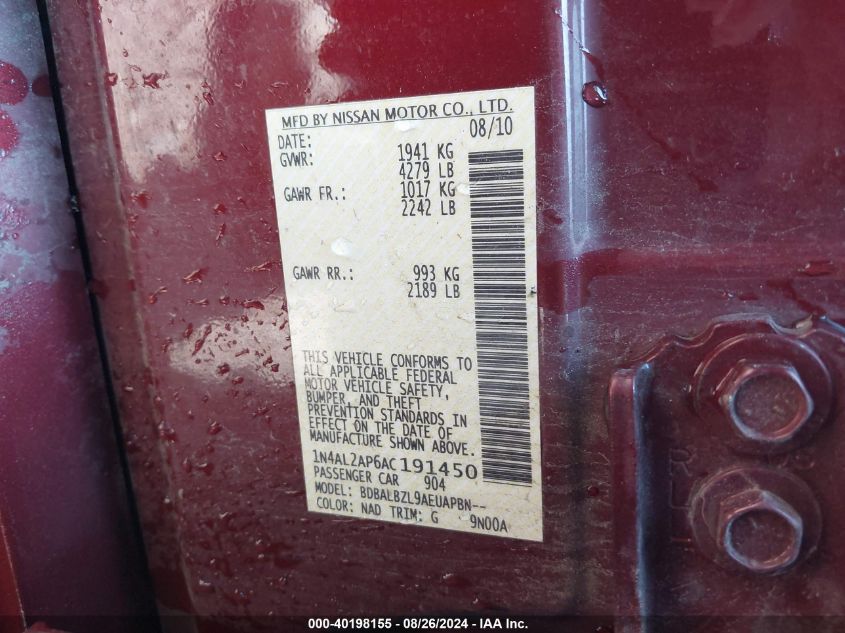 MFD BY NISSAN MOTOR CO., LTD.
DATE: 08/10
GVWR: 1941 KG
4279 LB
GAWR FR.: 1017 KG
2242 LB
GAWR RR.: 993 KG
2189 LB
THIS VEHICLE CONFORMS TO
ALL APPLICABLE FEDERAL
MOTOR VEHICLE SAFETY,
BUMPER, AND THEFT
PREVENTION STANDARDS IN
EFFECT ON THE DATE OF
MANUFACTURE SHOWN ABOVE.
1N4AL2AP6AC191450
PASSENGER CAR 904
MODEL: BDBALBZL9AEUAPBN--
COLOR: NAD TRIM: G 9N00A
000-40198155 - 08/26/2024 - IAA Inc.